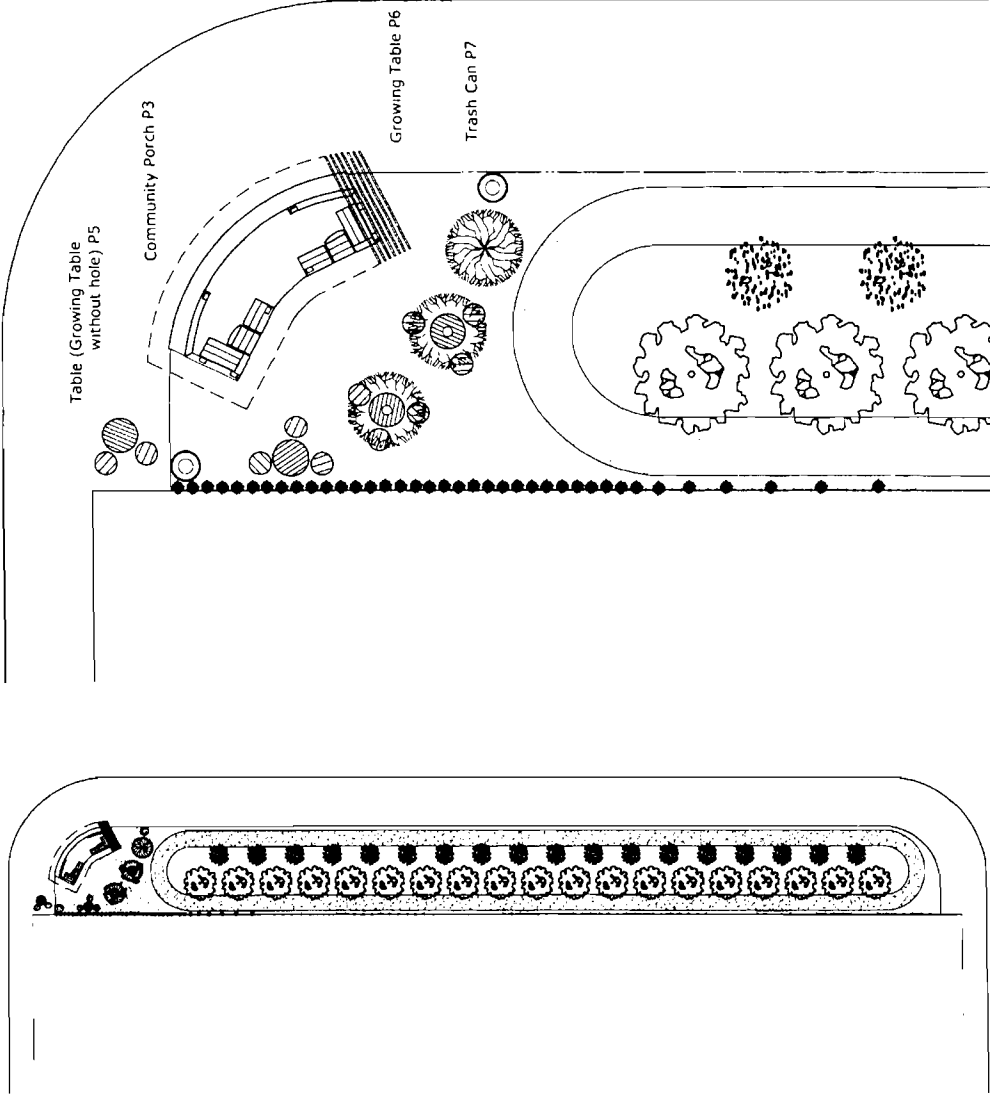 Table (Growing Table
without hole) P5
Community Porch P3
Growing Table P6
Trash Can P7